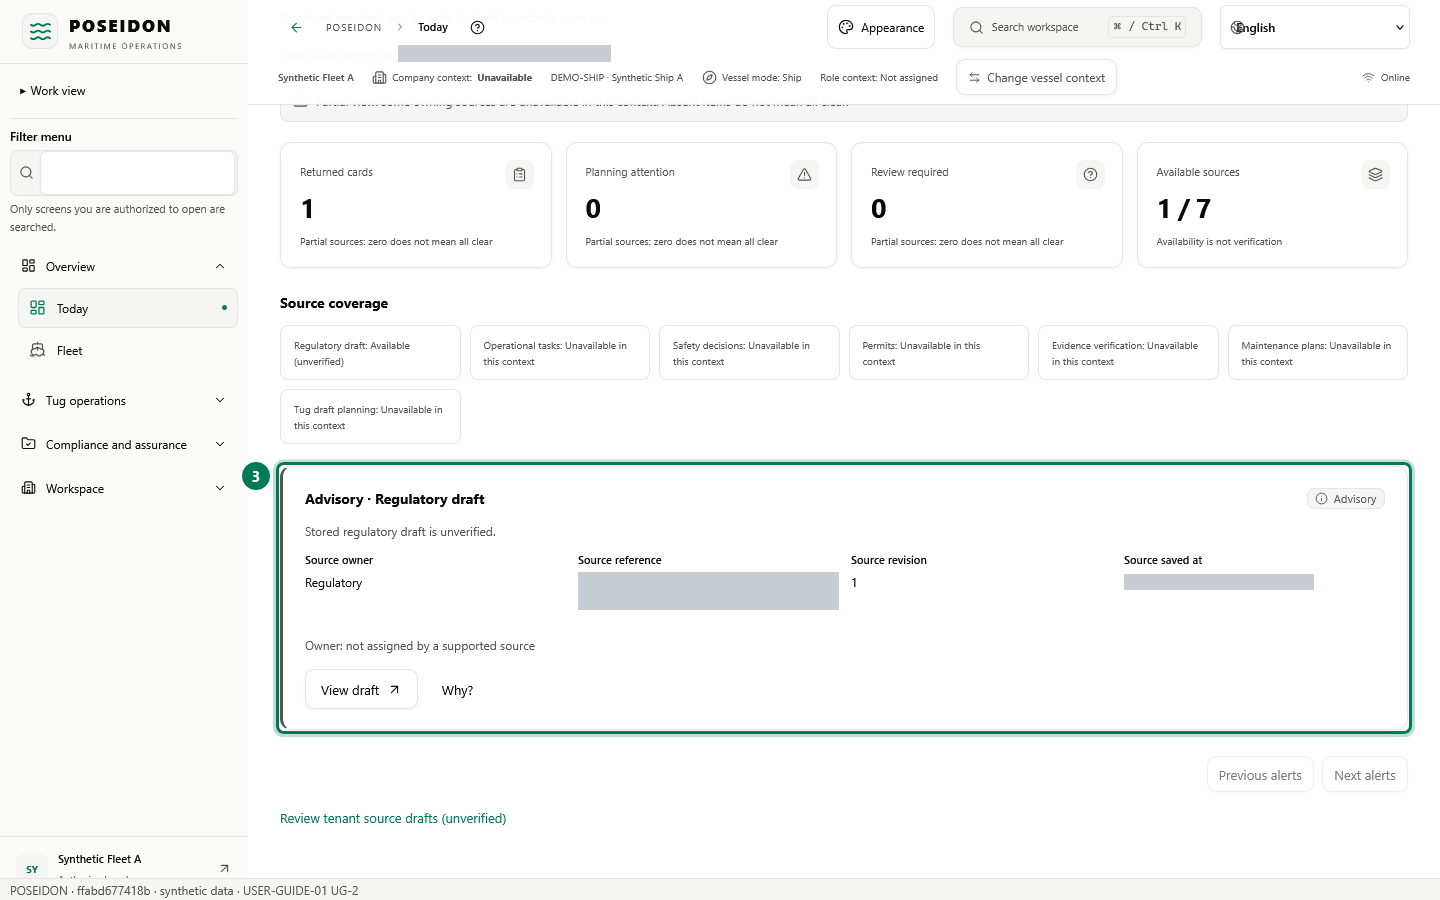 POSEIDON
MARITIME OPERATIONS
Work view
Filter menu
Only screens you are authorized to open are
searched.
Overview
Today
Fleet
Tug operations
Compliance and assurance
Workspace
SY
Synthetic Fleet A
POSEIDON
Today
Appearance
Search workspace
⌘ / Ctrl K
English
Synthetic Fleet A
Company context: Unavailable
DEMO-SHIP · Synthetic Ship A
Vessel mode: Ship
Role context: Not assigned
Change vessel context
Online
Returned cards
1
Partial sources: zero does not mean all clear
Planning attention
0
Partial sources: zero does not mean all clear
Review required
0
Partial sources: zero does not mean all clear
Available sources
1 / 7
Availability is not verification
Source coverage
Regulatory draft: Available
(unverified)
Operational tasks: Unavailable in
this context
Safety decisions: Unavailable in
this context
Permits: Unavailable in this
context
Evidence verification: Unavailable
in this context
Maintenance plans: Unavailable in
this context
Tug draft planning: Unavailable in
this context
3
Advisory · Regulatory draft
Advisory
Stored regulatory draft is unverified.
Source owner
Regulatory
Source reference
Source revision
1
Source saved at
Owner: not assigned by a supported source
View draft
Why?
Previous alerts
Next alerts
Review tenant source drafts (unverified)
POSEIDON · ffabd677418b · synthetic data · USER-GUIDE-01 UG-2